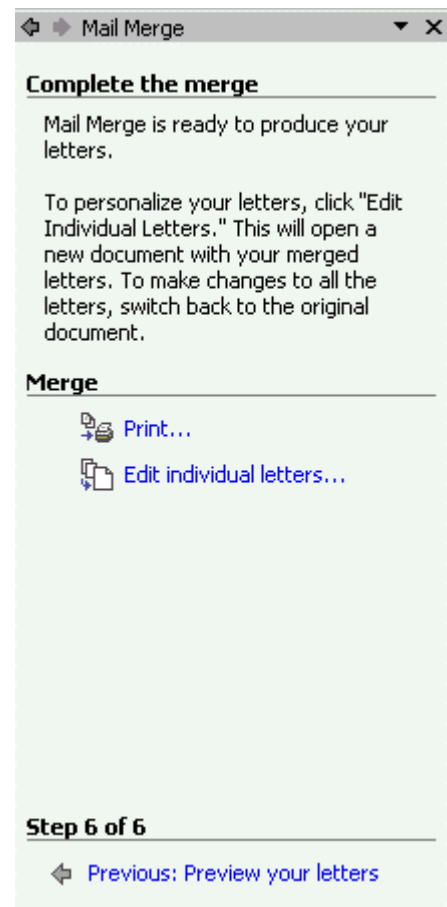 Mail Merge
Complete the merge
Mail Merge is ready to produce your
letters.
To personalize your letters, click "Edit
Individual Letters." This will open a
new document with your merged
letters. To make changes to all the
letters, switch back to the original
document.
Merge
Print...
Edit individual letters...
Step 6 of 6
Previous: Preview your letters